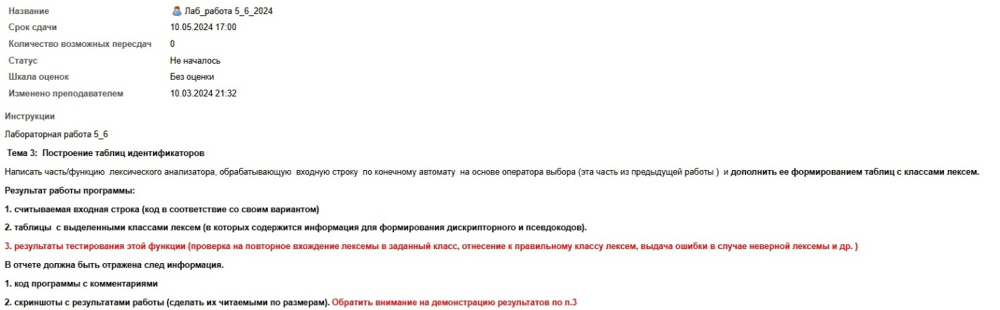 Название Лаб_работа 5_6_2024
Срок сдачи 10.05.2024 17:00
Количество возможных пересдач 0
Статус Не началось
Шкала оценок Без оценки
Изменено преподавателем 10.03.2024 21:32
Инструкции
Лабораторная работа 5_6
Тема 3: Построение таблиц идентификаторов
Написать часть/функцию лексического анализатора, обрабатывающую входную строку по конечному автомату на основе оператора выбора (эта часть из предыдущей работы ) и дополнить ее формированием таблиц с классами лексем.
Результат работы программы:
1. считываемая входная строка (код в соответствие со своим вариантом)
2. таблицы с выделенными классами лексем (в которых содержится информация для формирования дискрипторного и псевдокодов).
3. результаты тестирования этой функции (проверка на повторное вхождение лексемы в заданный класс, отнесение к правильному классу лексем, выдача ошибки в случае неверной лексемы и др. )
В отчете должна быть отражена след информация.
1. код программы с комментариями
2. скриншоты с результатами работы (сделать их читаемыми по размерам). Обратить внимание на демонстрацию результатов по п.3